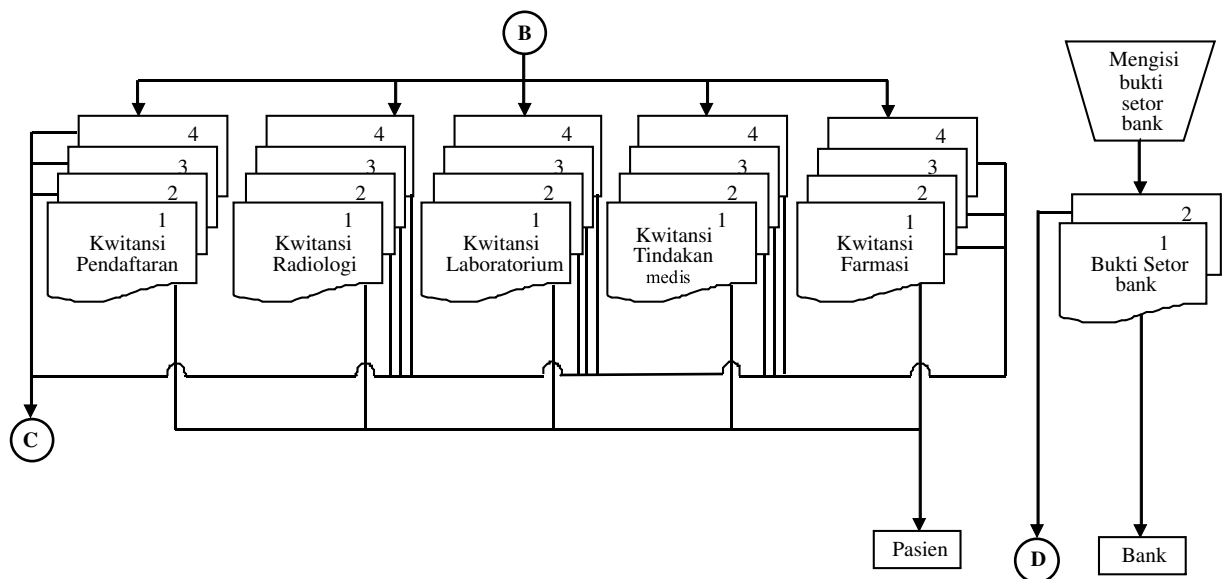 B
4
3
2
1
Kwitansi
Pendaftaran
4
3
2
1
Kwitansi
Radiologi
4
3
2
1
Kwitansi
Laboratorium
4
3
2
1
Kwitansi
Tindakan
medis
4
3
2
1
Kwitansi
Farmasi
C
Pasien
Mengisi
bukti
setor
bank
2
1
Bukti Setor
bank
D
Bank